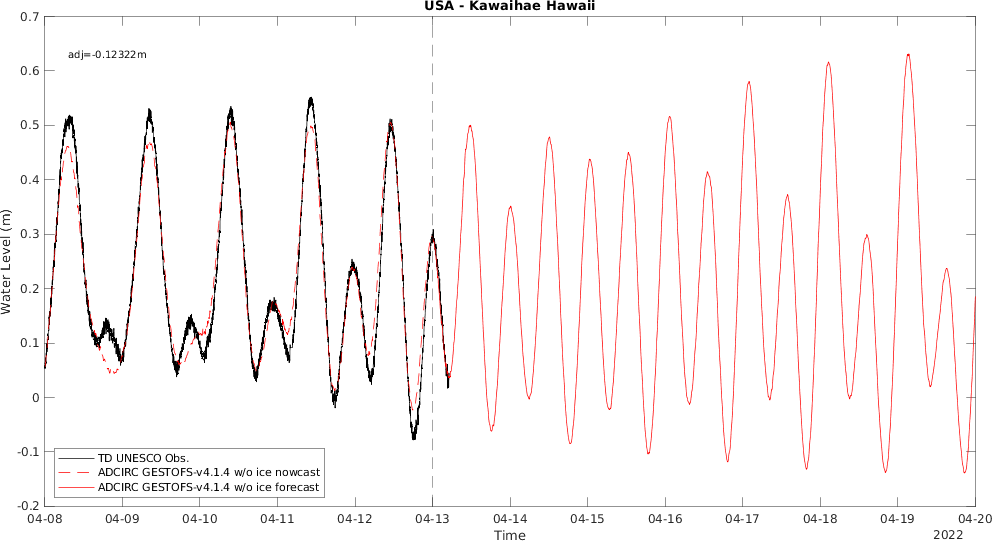 USA - Kawaihae Hawaii
0.7
adj=-0.12322m
0.6
0.5
0.4
0.3
0.2
0.1
0
-0.1
-0.2
Water Level (m)
TD UNESCO Obs.
ADCIRC GESTOFS-v4.1.4 w/o ice nowcast
ADCIRC GESTOFS-v4.1.4 w/o ice forecast
04-08 04-09 04-10 04-11 04-12 04-13 04-14 04-15 04-16 04-17 04-18 04-19 04-20
Time
2022